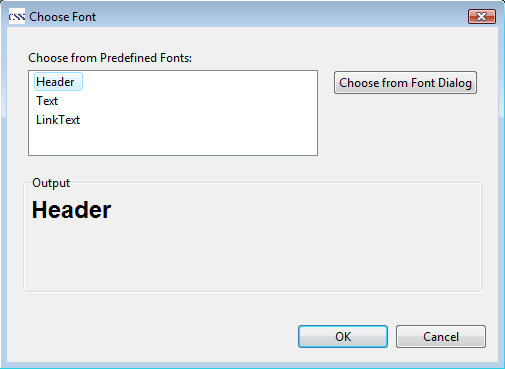 CSS Choose Font
Choose from Predefined Fonts:
Header
Choose from Font Dialog
Text
LinkText
Output
Header
OK Cancel